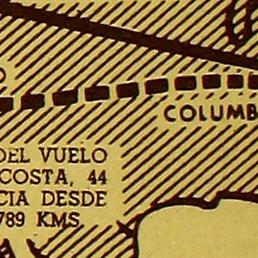 COLUMB
DEL VUELO
COSTA, 44
CIA DESDE
789 KMS.